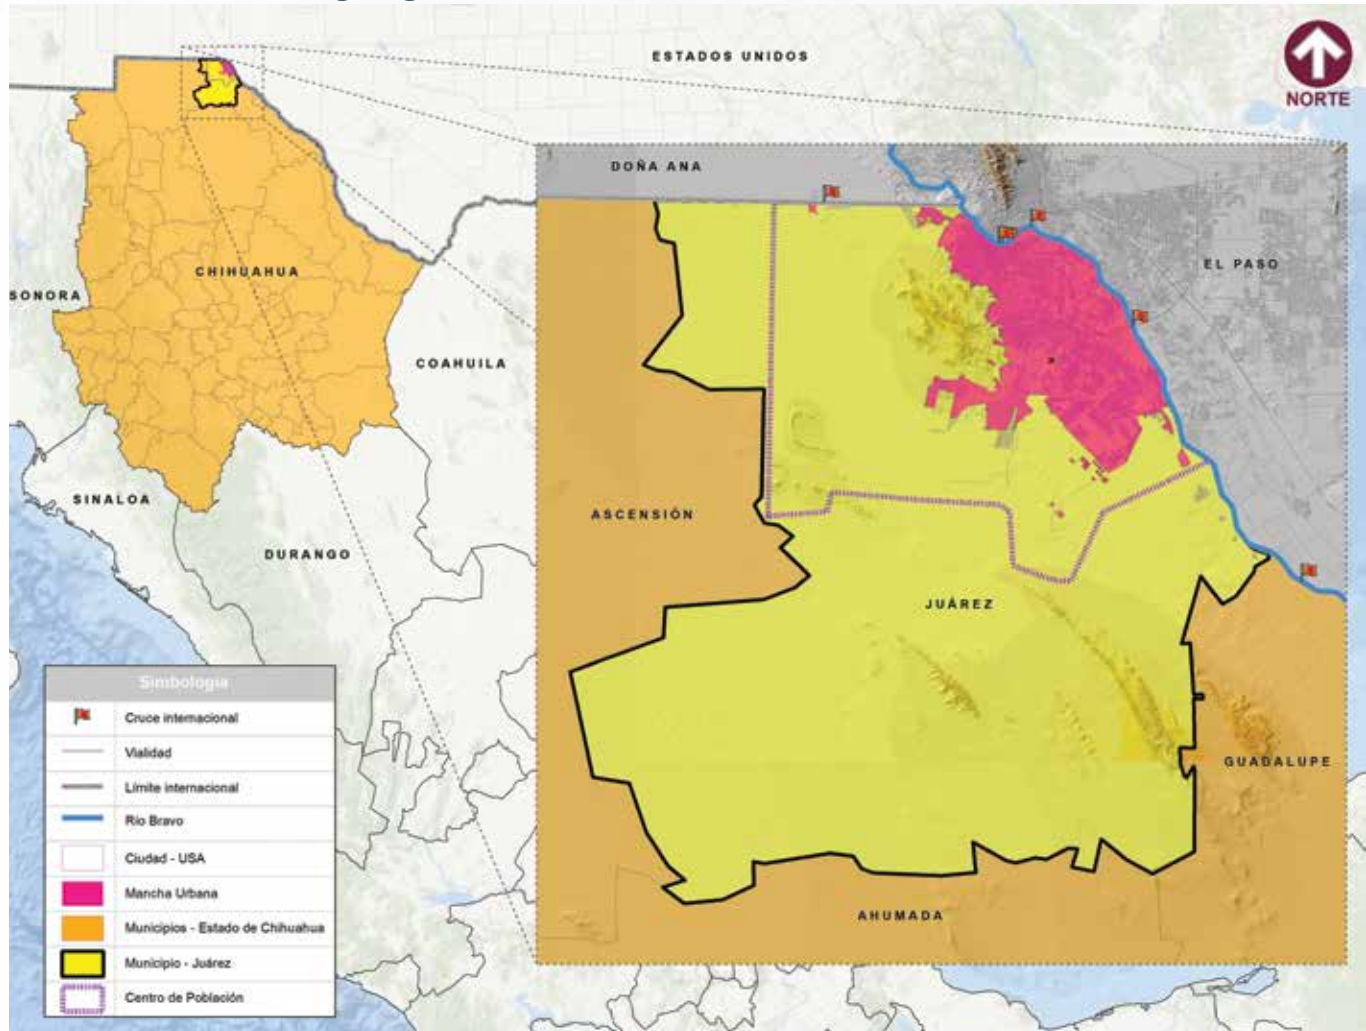 ESTADOS UNIDOS
NORTE
DOÑA ANA
EL PASO
CHIHUAHUA
SONORA
COAHUILA
SINALOA
ASCENSIÓN
DURANGO
JUÁREZ
GUADALUPE
AHUMADA
Simbología
Cruce internacional
Vialidad
Límite internacional
Río Bravo
Ciudad - USA
Mancha Urbana
Municipios - Estado de Chihuahua
Municipio - Juárez
Centro de Población